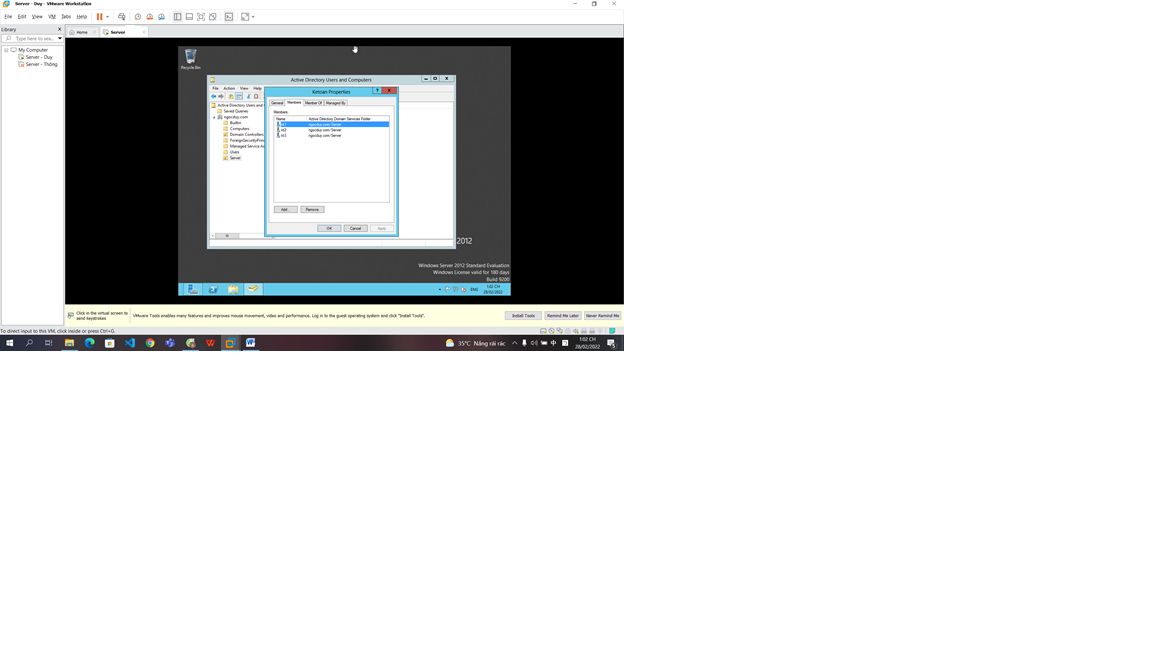 Server - Duy - VMware Workstation
File Edit View VM Tabs Help
Library
Type here to sea...
My Computer
Server - Duy
Server - Thông
Home
Server
Recycle Bin
Active Directory Users and Computers
File Action View Help
Active Directory Users and
Saved Queries
ngocduy.com
Builtin
Computers
Domain Controllers
ForeignSecurityPrin
Managed Service Ac
Users
Server
Ketoan Properties
General Members Member Of Managed By
Members:
Name Active Directory Domain Services Folder
ngocduy.com/Server
nt2 ngocduy.com/Server
nt3 ngocduy.com/Server
Add... Remove
OK Cancel Apply
2012
Windows Server 2012 Standard Evaluation
Windows License valid for 180 days
Build 9200
ENG
1:02 CH
28/02/2022
Click in the virtual screen to send keystrokes
VMware Tools enables many features and improves mouse movement, video and performance. Log in to the guest operating system and click "Install Tools".
Install Tools Remind Me Later Never Remind Me
To direct input to this VM, click inside or press Ctrl+G.
35°C Nắng rải rác
1:02 CH
28/02/2022